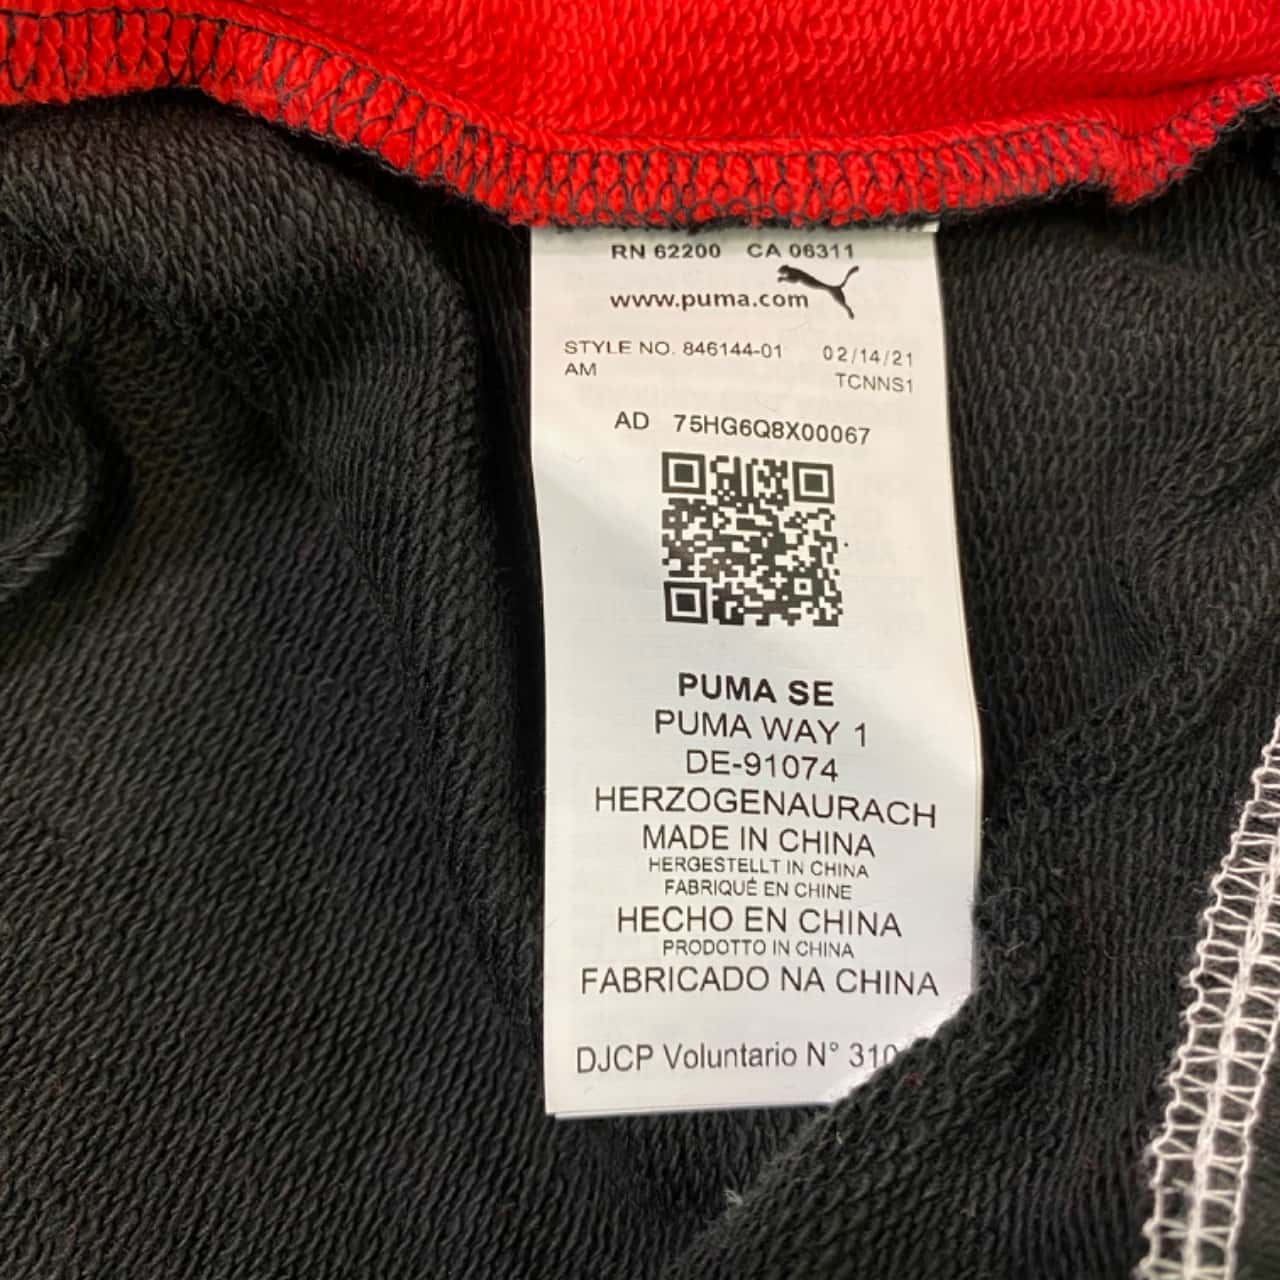 RN 62200 CA 06311
www.puma.com
STYLE NO. 846144-01 02/14/21
AM TCNNS1
AD 75HG6Q8X00067
PUMA SE
PUMA WAY 1
DE-91074
HERZOGENAURACH
MADE IN CHINA
HERGESTELLT IN CHINA
FABRIQUÉ EN CHINE
HECHO EN CHINA
PRODOTTO IN CHINA
FABRICADO NA CHINA
DJCP Voluntario N°